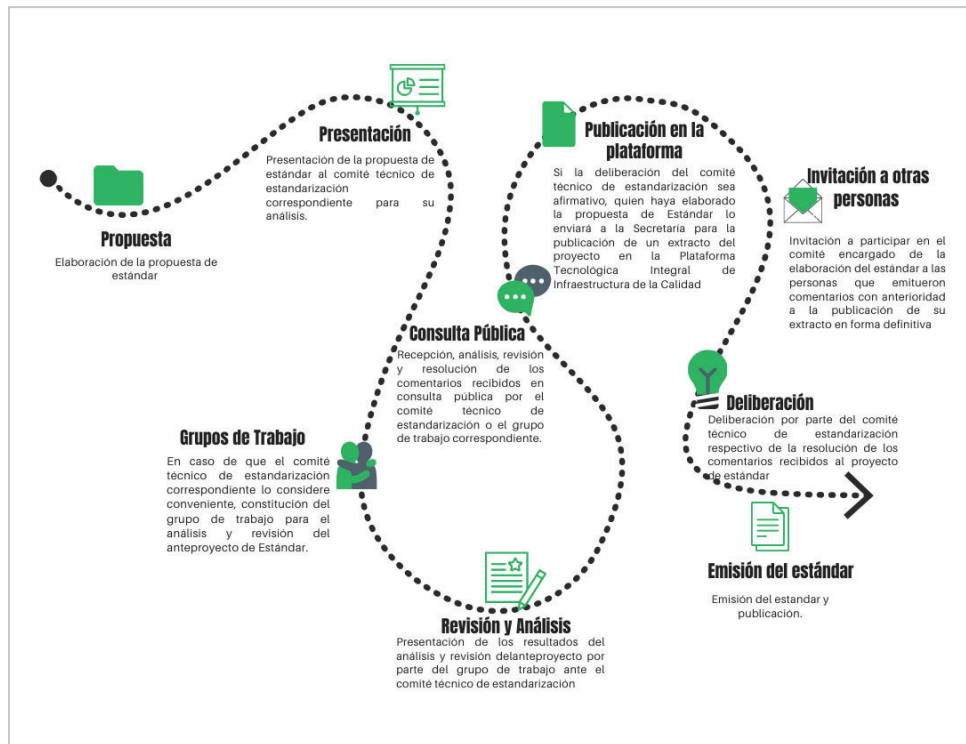 Propuesta
Elaboración de la propuesta de
estándar
Presentación
Presentación de la propuesta de
estándar al comité técnico de
estandarización
correspondiente para su
análisis.
Grupos de Trabajo
En caso de que el comité
técnico de estandarización
correspondiente lo considere
conveniente, constitución del
grupo de trabajo para el
análisis y revisión del
anteproyecto de Estándar.
Revisión y Análisis
Presentación de los resultados del
análisis y revisión delanteproyecto por
parte del grupo de trabajo ante el
comité técnico de estandarización
Consulta Pública
Recepción, análisis, revisión
y resolución de los
comentarios recibidos en
consulta pública por el
comité técnico de
estandarización o el grupo
de trabajo correspondiente.
Publicación en la
plataforma
Si la deliberación del comité
técnico de estandarización sea
afirmativo, quien haya elaborado
la propuesta de Estándar lo
enviará a la Secretaría para la
publicación de un extracto del
proyecto en la Plataforma
Tecnológica Integral de
Infraestructura de la Calidad
Invitación a otras
personas
Invitación a participar en el
comité encargado de la
elaboración del estándar a las
personas que emitueron
comentarios con anterioridad
a la publicación de su
extracto en forma definitiva
Deliberación
Deliberación por parte del comité
técnico de estandarización
respectivo de la resolución de los
comentarios recibidos al proyecto
de estándar
Emisión del estándar
Emisión del estandar y
publicación.